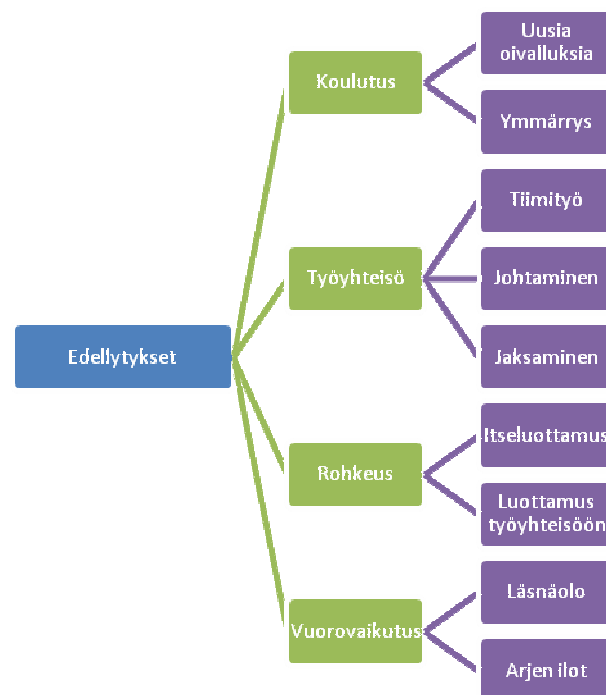 Edellytykset
Koulutus
Uusia
oivalluksia
Ymmärrys
Työyhteisö
Tiimityö
Johtaminen
Jaksaminen
Rohkeus
Itseluottamus
Luottamus
työyhteisöön
Vuorovaikutus
Läsnäolo
Arjen ilot